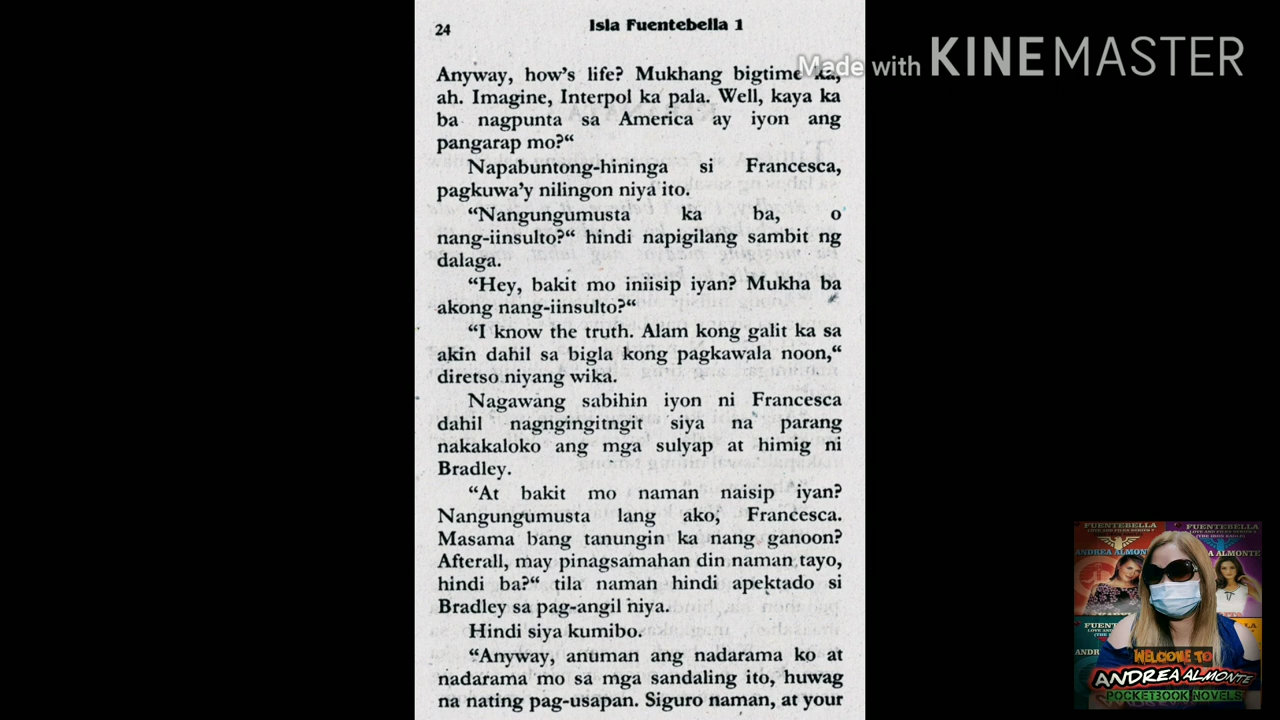 24
Isla Fuentebella 1
Made with KINEMASTER
Anyway, how's life? Mukhang bigtime ka,
ah. Imagine, Interpol ka pala. Well, kaya ka
ba nagpunta sa America ay iyon ang
pangarap mo?“
Napabuntong-hininga si Francesca,
pagkuwa'y nilingon niya ito.
“Nangungumusta ka ba, o
nang-iinsulto?“ hindi napigilang sambit ng
dalaga.
“Hey, bakit mo iniisip iyan? Mukha ba
akong nang-iinsulto?“
“I know the truth. Alam kong galit ka sa
akin dahil sa bigla kong pagkawala noon,“
diretso niyang wika.
Nagawang sabihin iyon ni Francesca
dahil nagngingitngit siya na parang
nakakaloko ang mga sulyap at himig ni
Bradley.
“At bakit mo naman naisip iyan?
Nangungumusta lang ako, Francesca.
Masama bang tanungin ka nang ganoon?
Afterall, may pinagsamahan din naman tayo,
hindi ba?“ tila naman hindi apektado si
Bradley sa pag-angil niya.
Hindi siya kumibo.
“Anyway, anuman ang nadarama ko at
nadarama mo sa mga sandaling ito, huwag
na nating pag-usapan. Siguro naman, at your
FUENTEBELLA
FUENTEBELLA
ANDREA ALMONTE
WELCOME TO
ANDREA ALMONTE
POCKETBOOK NOVELS